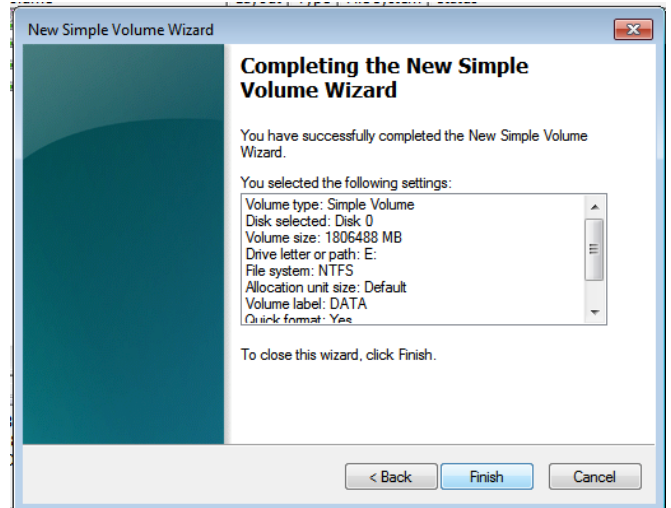 New Simple Volume Wizard
Completing the New Simple
Volume Wizard
You have successfully completed the New Simple Volume
Wizard.
You selected the following settings:
Volume type: Simple Volume
Disk selected: Disk 0
Volume size: 1806488 MB
Drive letter or path: E:
File system: NTFS
Allocation unit size: Default
Volume label: DATA
Quick format: Yes
To close this wizard, click Finish.
< Back
Finish
Cancel